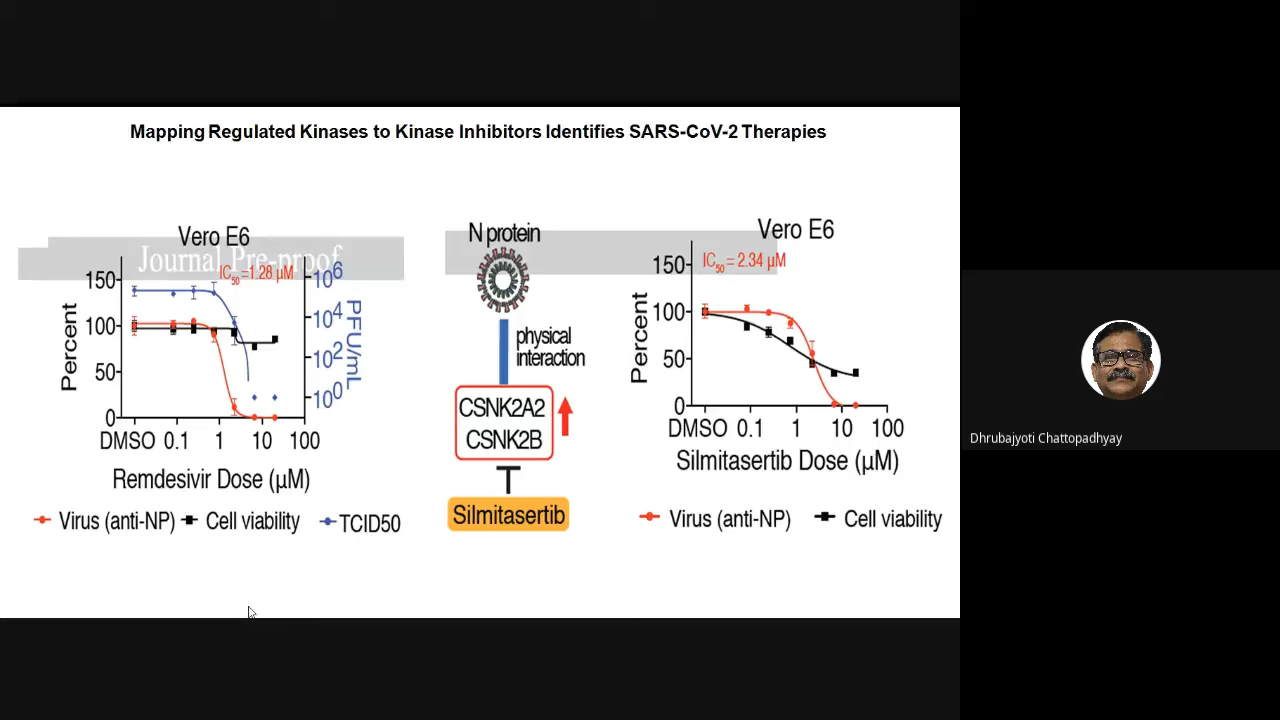 Mapping Regulated Kinases to Kinase Inhibitors Identifies SARS-CoV-2 Therapies
Vero E6
Journal Pre-proof
IC50 =1.28 µM
150
100
50
0
Percent
10^6
10^4
10^2
10^0
PFU/mL
DMSO 0.1 1 10 100
Remdesivir Dose (µM)
Virus (anti-NP) Cell viability TCID50
N protein
physical
interaction
CSNK2A2
CSNK2B
Silmitasertib
Vero E6
IC50 = 2.34 µM
150
100
50
0
Percent
DMSO 0.1 1 10 100
Silmitasertib Dose (µM)
Virus (anti-NP) Cell viability
Dhrubajyoti Chattopadhyay